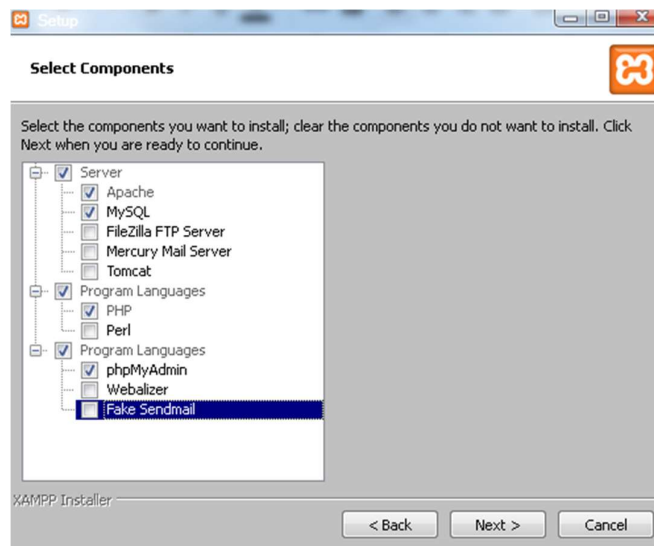 Setup
Select Components
Select the components you want to install; clear the components you do not want to install. Click
Next when you are ready to continue.
Server
Apache
MySQL
FileZilla FTP Server
Mercury Mail Server
Tomcat
Program Languages
PHP
Perl
Program Languages
phpMyAdmin
Webalizer
Fake Sendmail
XAMPP Installer
< Back Next > Cancel